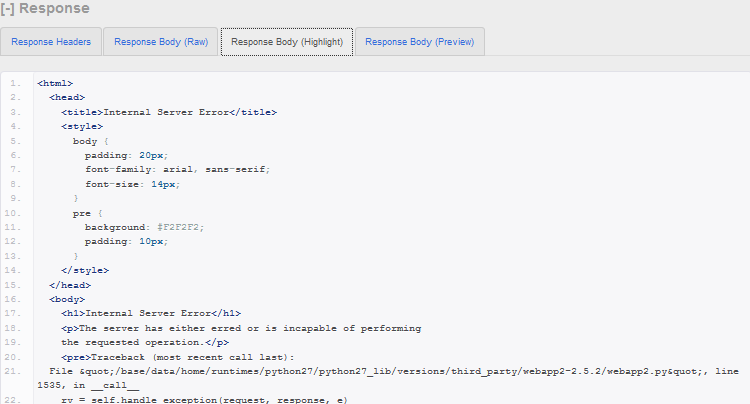 [-] Response
Response Headers Response Body (Raw) Response Body (Highlight) Response Body (Preview)
1. <html>
2. <head>
3. <title>Internal Server Error</title>
4. <style>
5. body {
6. padding: 20px;
7. font-family: arial, sans-serif;
8. font-size: 14px;
9. }
10. pre {
11. background: #F2F2F2;
12. padding: 10px;
13. }
14. </style>
15. </head>
16. <body>
17. <h1>Internal Server Error</h1>
18. <p>The server has either erred or is incapable of performing
19. the requested operation.</p>
20. <pre>Traceback (most recent call last):
21. File &quot;/base/data/home/runtimes/python27/python27_lib/versions/third_party/webapp2-2.5.2/webapp2.py&quot;, line
1535, in __call__
22. rv = self.handle_exception(request, response, e)